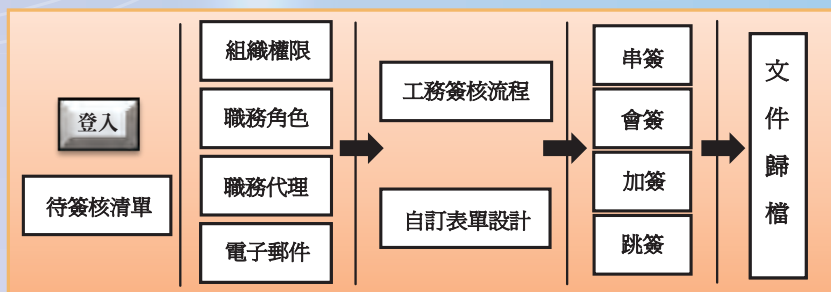 登入
待簽核清單
組織權限
職務角色
職務代理
電子郵件
工務簽核流程
自訂表單設計
串簽
會簽
加簽
跳簽
文件歸檔